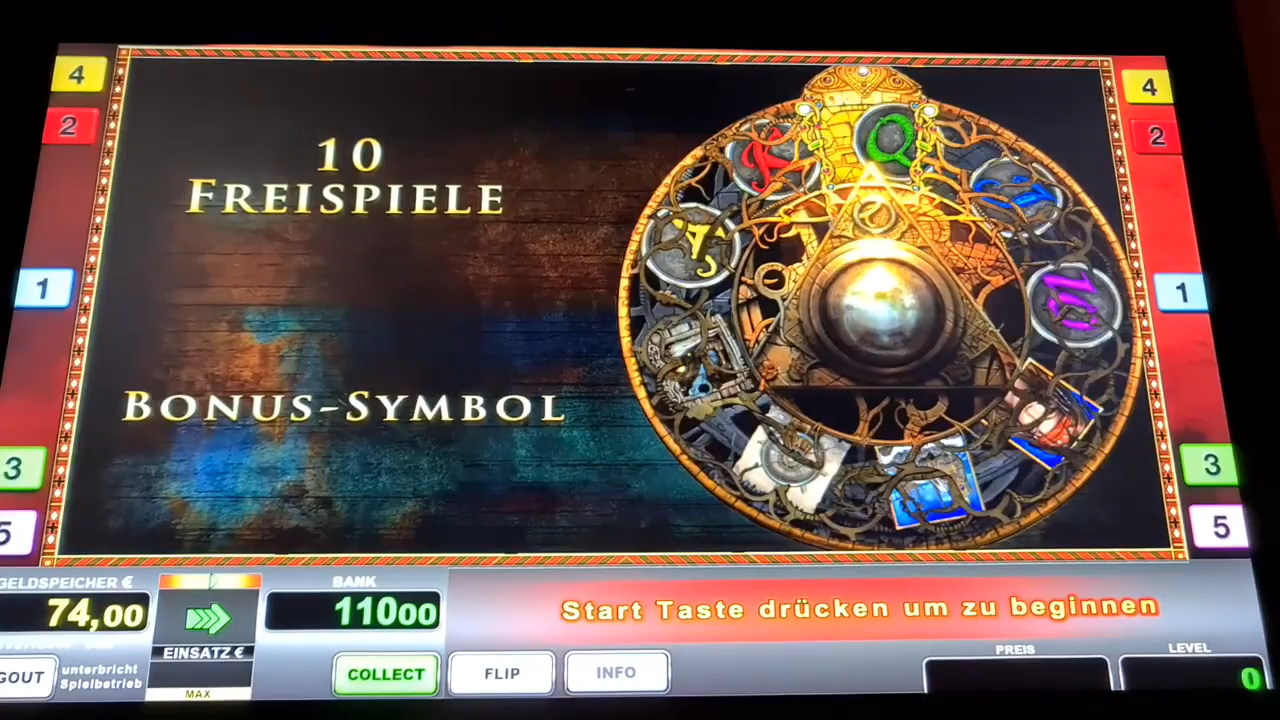 4
4
2
2
10
FREISPIELE
Q
1
1
BONUS-SYMBOL
3
3
5
5
GELDSPEICHER €
BANK
74,00
11000
Start Taste drücken um zu beginnen
EINSATZ €
PREIS
LEVEL
GOUT
unterbricht
Spielbetrieb
COLLECT
FLIP
INFO
0
MAX